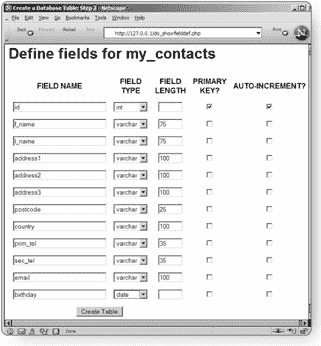 Create a Database Table: Step 2 - Netscape
File Edit View Go Bookmarks Tools Window Help
Back Forward Reload Stop http://127.0.0.1/do_showfielddef.php Print
Define fields for my_contacts
FIELD NAME FIELD TYPE FIELD LENGTH PRIMARY KEY? AUTO-INCREMENT?
id int
f_name varchar 75
l_name varchar 75
address1 varchar 100
address2 varchar 100
address3 varchar 100
postcode varchar 25
country varchar 100
prim_tel varchar 35
sec_tel varchar 35
email varchar 100
birthday date
Create Table
Done